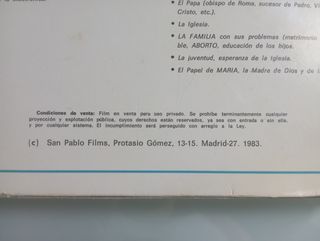 • El Papa (obispo de Roma, sucesor de Pedro, Vi
Cristo, etc.).
• La Iglesia.
• LA FAMILIA con sus problemas (matrimonio
ble, ABORTO, educación de los hijos.
• La juventud, esperanza de la Iglesia.
• El Papel de MARIA, la Madre de Dios y de l
Condiciones de venta: Film en venta para uso privado. Se prohíbe terminantemente cualquier
proyección y explotación pública, cuyos derechos están reservados, ya sea con entrada o sin ella.
y por cualquier sistema. El incumplimiento será perseguido con arreglo a la Ley.
(c) San Pablo Films, Protasio Gómez, 13-15. Madrid-27. 1983.